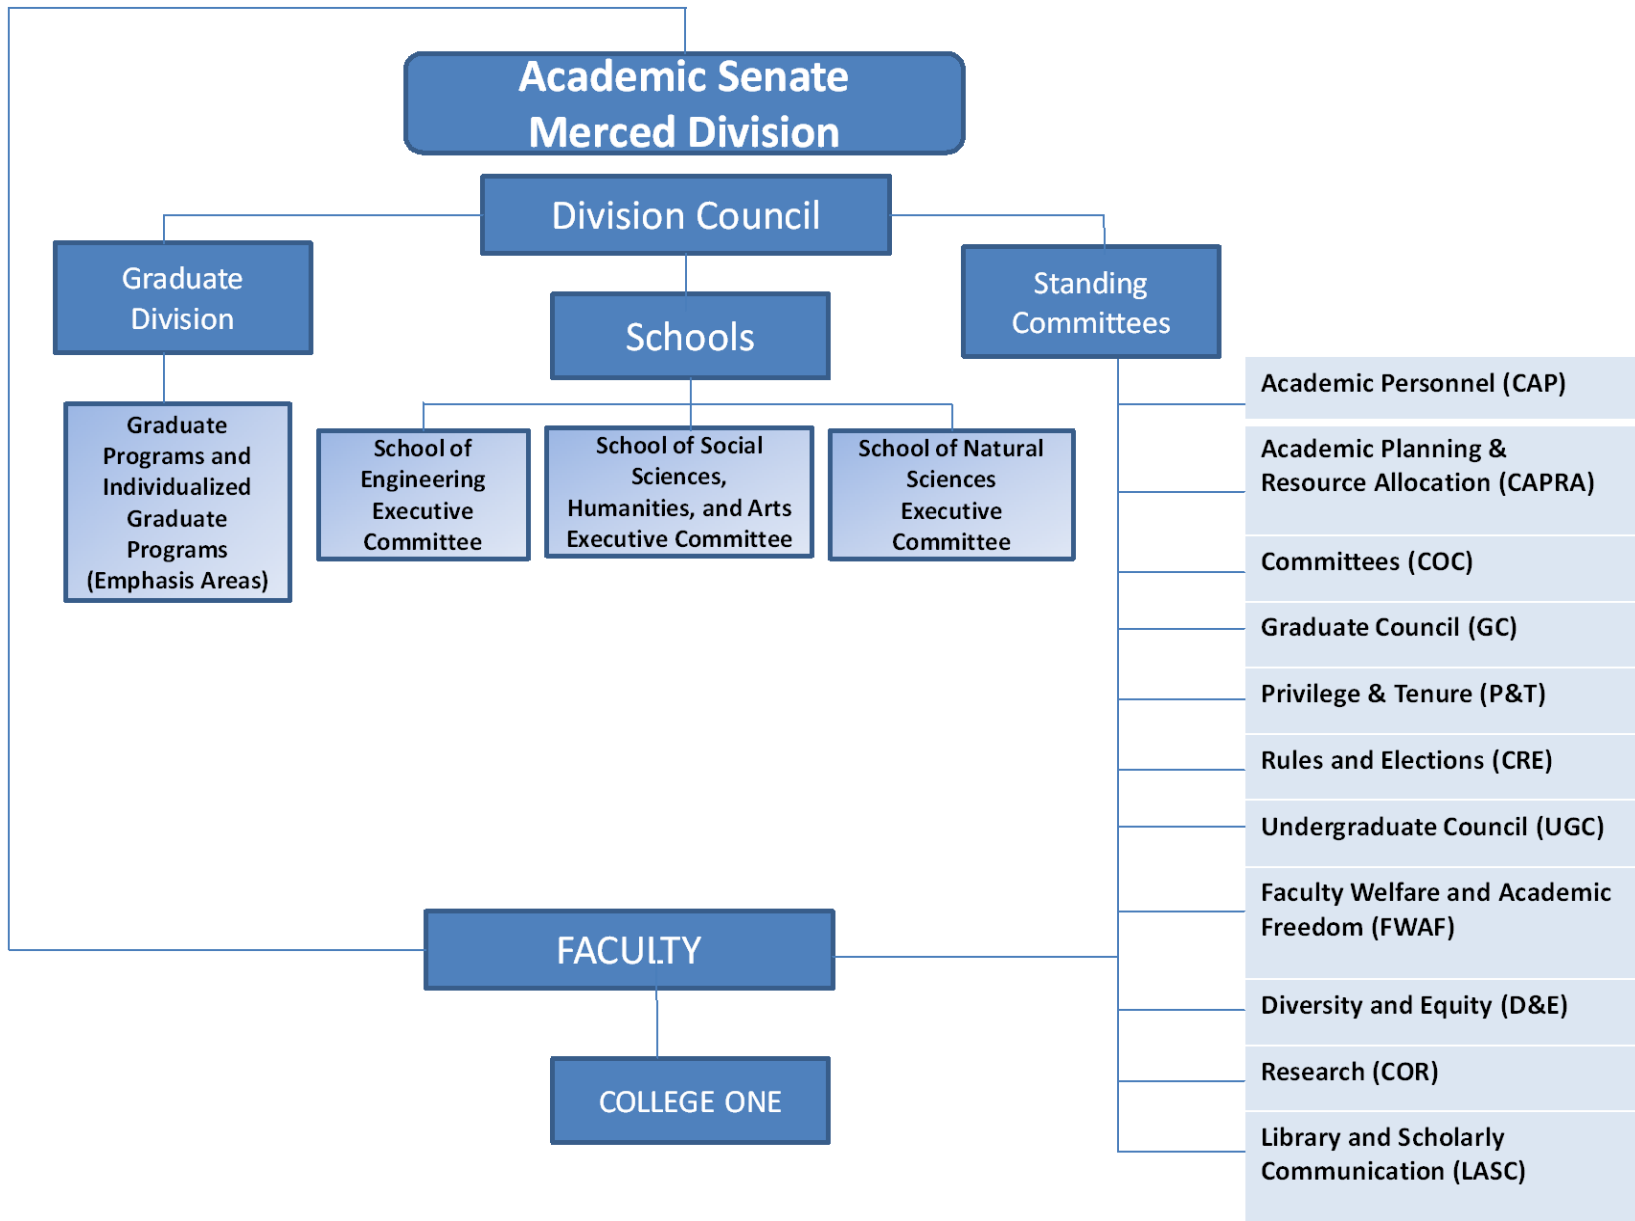 Academic Senate
Merced Division
Division Council
Graduate
Division
Schools
Standing
Committees
Graduate
Programs and
Individualized
Graduate
Programs
(Emphasis Areas)
School of
Engineering
Executive
Committee
School of Social
Sciences,
Humanities, and Arts
Executive Committee
School of Natural
Sciences
Executive
Committee
Academic Personnel (CAP)
Academic Planning &
Resource Allocation (CAPRA)
Committees (COC)
Graduate Council (GC)
Privilege & Tenure (P&T)
Rules and Elections (CRE)
Undergraduate Council (UGC)
Faculty Welfare and Academic
Freedom (FWAF)
Diversity and Equity (D&E)
Research (COR)
Library and Scholarly
Communication (LASC)
FACULTY
COLLEGE ONE